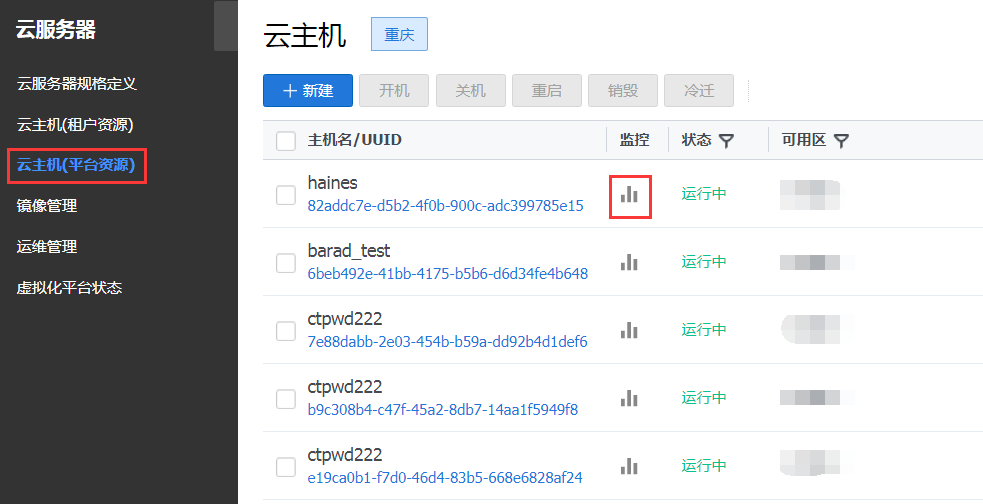 云服务器
云服务器规格定义
云主机(租户资源)
云主机(平台资源)
镜像管理
运维管理
虚拟化平台状态
云主机 重庆
新建 开机 关机 重启 销毁 冷迁
主机名/UUID 监控 状态 可用区
haines
82addc7e-d5b2-4f0b-900c-adc399785e15 运行中
barad_test
6beb492e-41bb-4175-b5b6-d6d34fe4b648 运行中
ctpwd222
7e88dabb-2e03-454b-b59a-dd92b4d1def6 运行中
ctpwd222
b9c308b4-c47f-45a2-8db7-14aa1f5949f8 运行中
ctpwd222
e19ca0b1-f7d0-46d4-83b5-668e6828af24 运行中